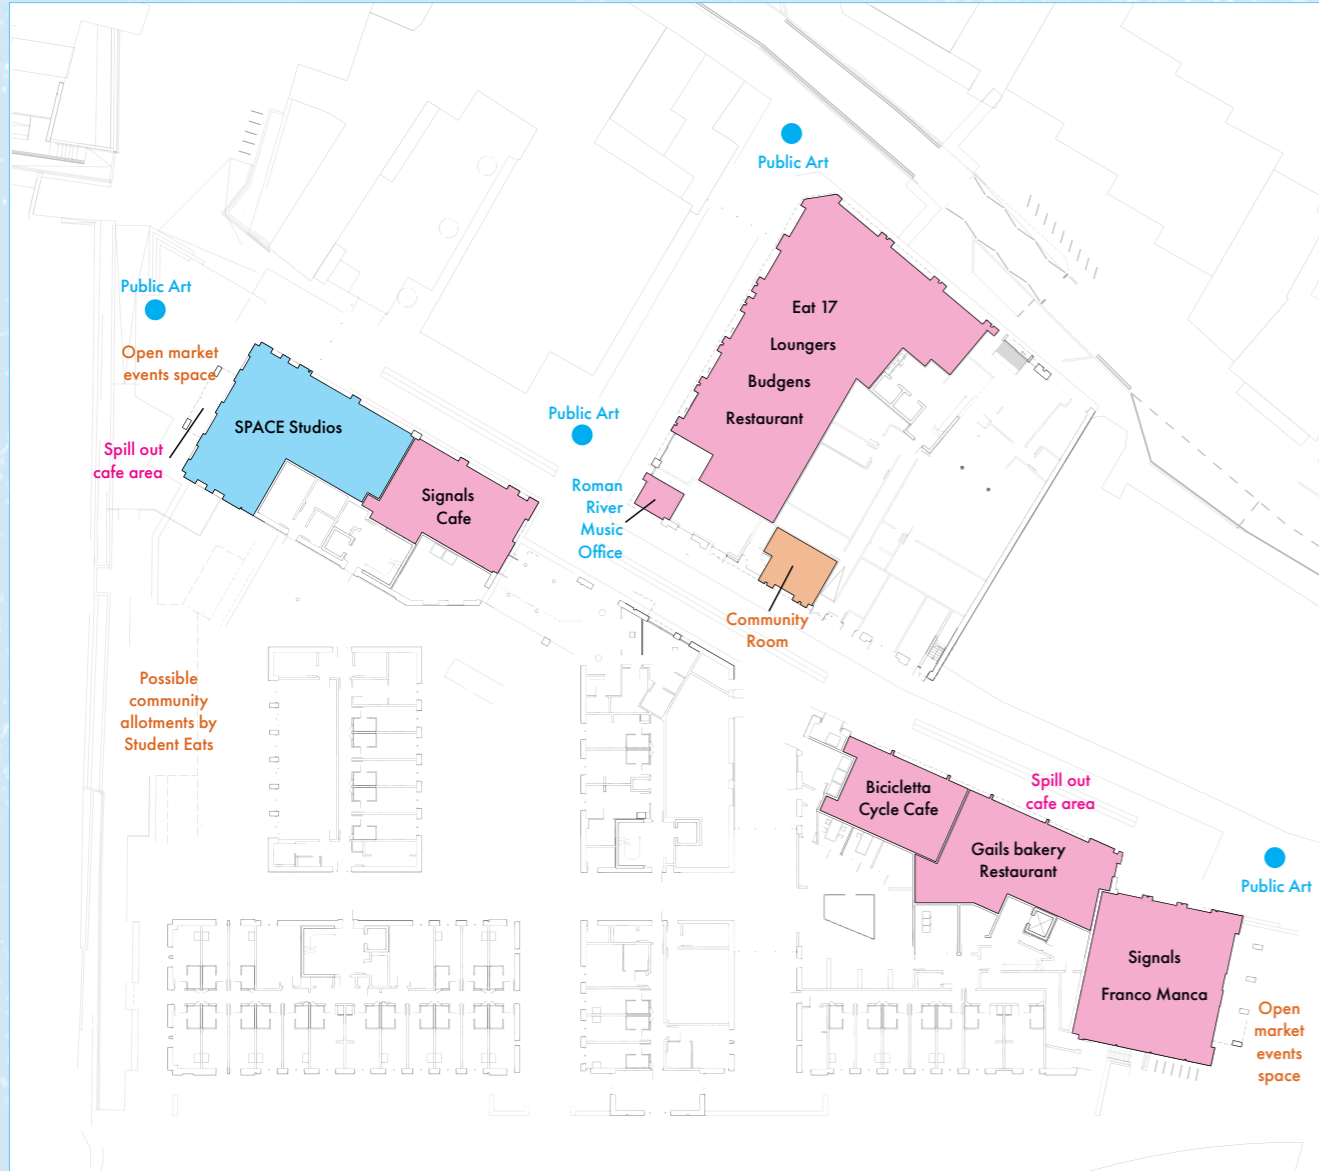 Public Art
Public Art
Open market
events space
Spill out
cafe area
SPACE Studios
Signals
Cafe
Public Art
Roman
River
Music
Office
Eat 17
Loungers
Budgens
Restaurant
Community
Room
Possible
community
allotments by
Student Eats
Bicicletta
Cycle Cafe
Spill out
cafe area
Gails bakery
Restaurant
Public Art
Signals
Franco Manca
Open
market
events
space